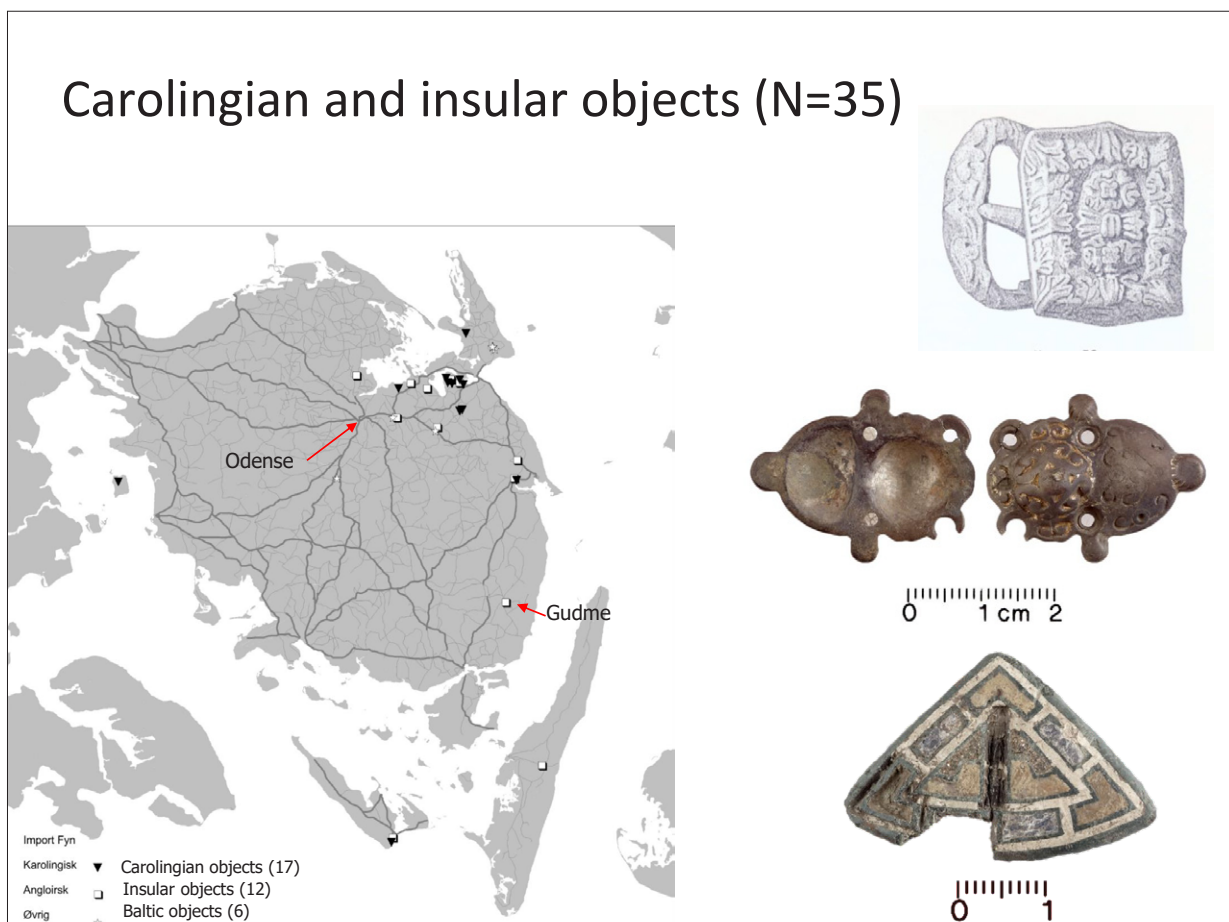 Carolingian and insular objects (N=35)
Odense
Gudme
Import Fyn
Karolingisk
Carolingian objects (17)
Angloirsk
Insular objects (12)
Øvrig
Baltic objects (6)
0 1 cm 2
0 1